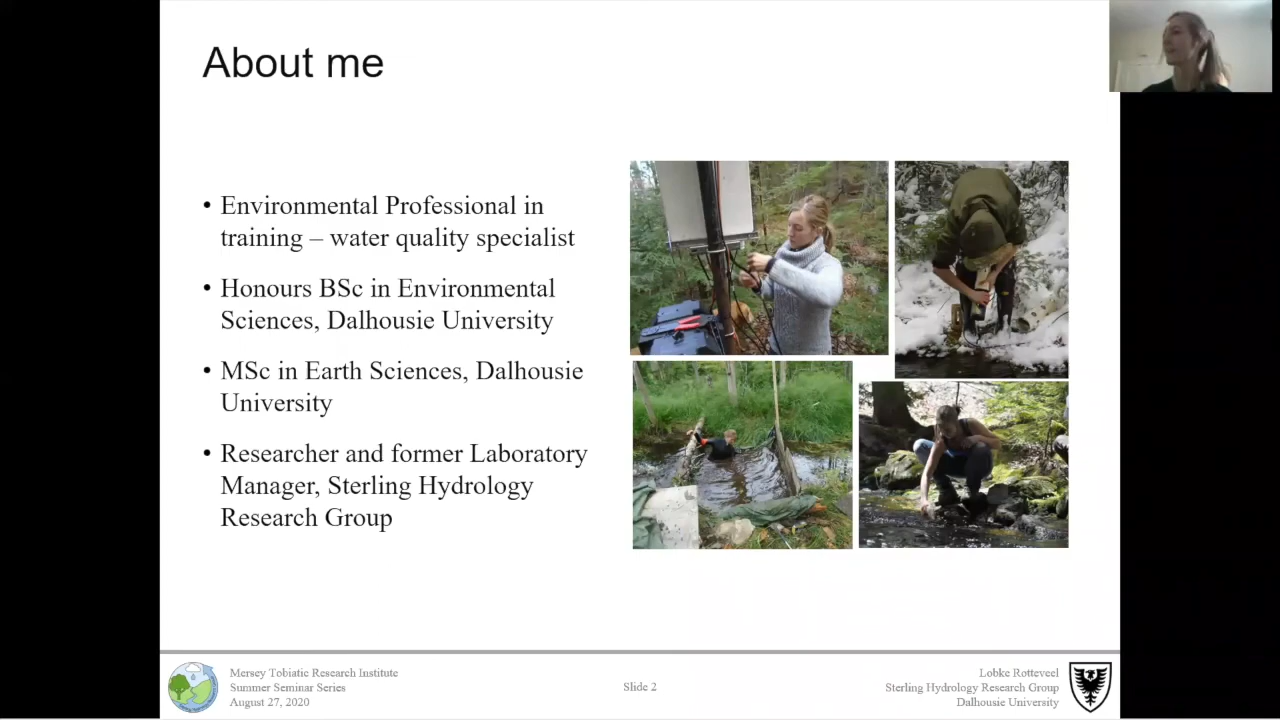 About me
• Environmental Professional in
training – water quality specialist
• Honours BSc in Environmental
Sciences, Dalhousie University
• MSc in Earth Sciences, Dalhousie
University
• Researcher and former Laboratory
Manager, Sterling Hydrology
Research Group
Mersey Tobiatic Research Institute
Summer Seminar Series
August 27, 2020
Slide 2
Lobke Rotteveel
Sterling Hydrology Research Group
Dalhousie University